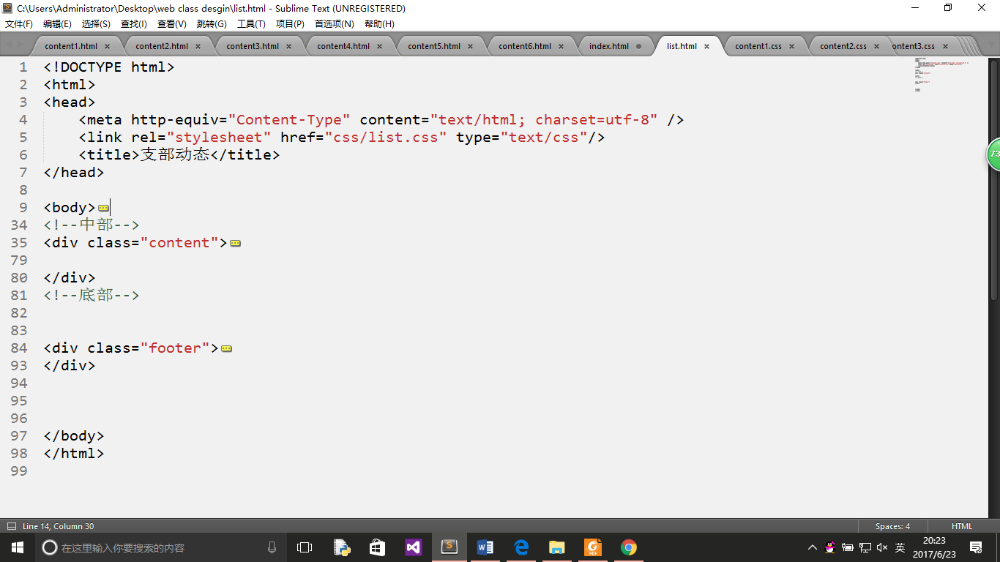 C:\Users\Administrator\Desktop\web class desgin\list.html - Sublime Text (UNREGISTERED)
文件(F) 编辑(E) 选择(S) 查找(I) 查看(V) 跳转(G) 工具(T) 项目(P) 首选项(N) 帮助(H)
content1.html content2.html content3.html content4.html content5.html content6.html index.html list.html content1.css content2.css ontent3.css
1 <!DOCTYPE html>
2 <html>
3 <head>
4 <meta http-equiv="Content-Type" content="text/html; charset=utf-8" />
5 <link rel="stylesheet" href="css/list.css" type="text/css"/>
6 <title>支部动态</title>
7 </head>
8
9 <body>
34 <!--中部-->
35 <div class="content">
79
80 </div>
81 <!--底部-->
82
83
84 <div class="footer">
93 </div>
94
95
96
97 </body>
98 </html>
99
73
Line 14, Column 30 Spaces: 4 HTML
在这里输入你要搜索的内容
英
20:23
2017/6/23